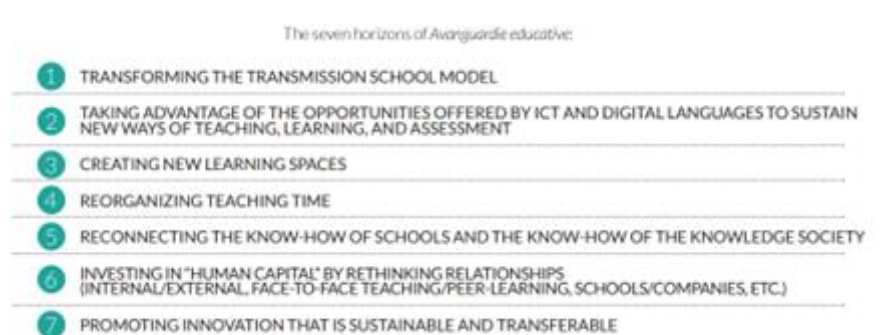 The seven horizons of Avanguardie educative:
1 TRANSFORMING THE TRANSMISSION SCHOOL MODEL
2 TAKING ADVANTAGE OF THE OPPORTUNITIES OFFERED BY ICT AND DIGITAL LANGUAGES TO SUSTAIN
NEW WAYS OF TEACHING, LEARNING, AND ASSESSMENT
3 CREATING NEW LEARNING SPACES
4 REORGANIZING TEACHING TIME
5 RECONNECTING THE KNOW-HOW OF SCHOOLS AND THE KNOW-HOW OF THE KNOWLEDGE SOCIETY
6 INVESTING IN "HUMAN CAPITAL" BY RETHINKING RELATIONSHIPS
(INTERNAL/EXTERNAL, FACE-TO-FACE TEACHING/PEER-LEARNING, SCHOOLS/COMPANIES, ETC.)
7 PROMOTING INNOVATION THAT IS SUSTAINABLE AND TRANSFERABLE